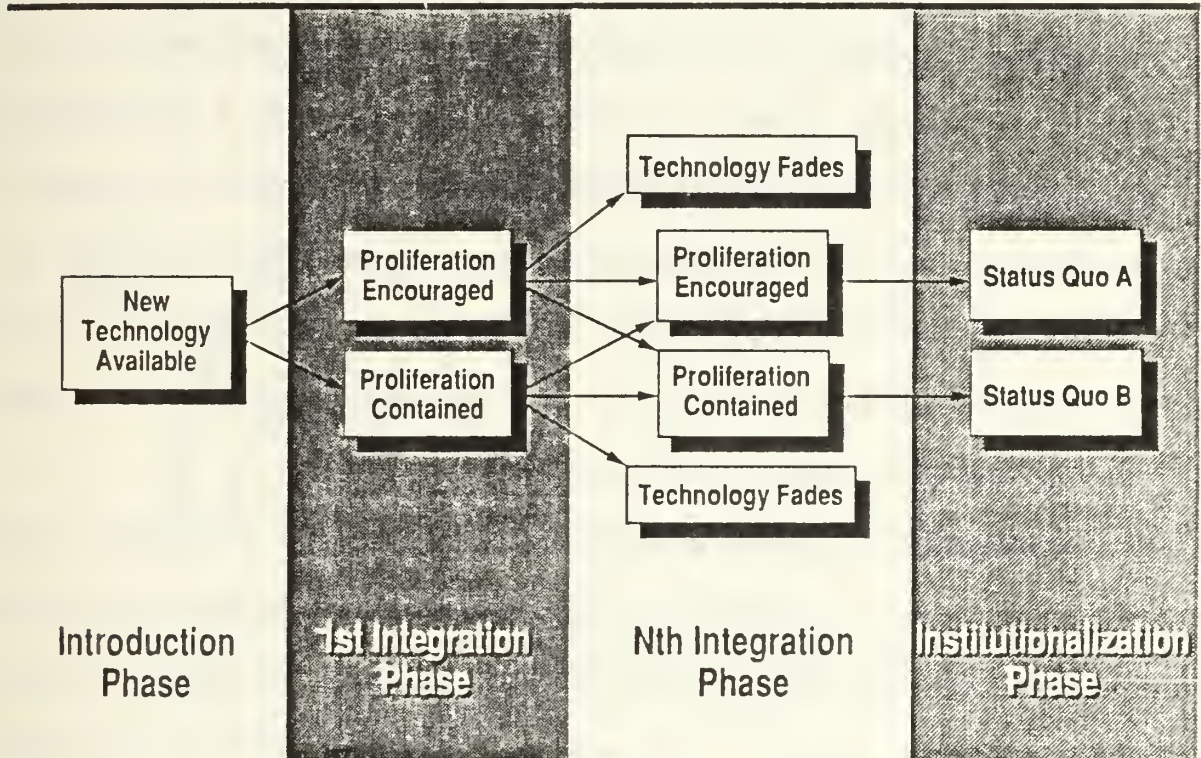 New
Technology
Available
Proliferation
Encouraged
Proliferation
Contained
Technology Fades
Proliferation
Encouraged
Proliferation
Contained
Technology Fades
Status Quo A
Status Quo B
Introduction
Phase
1st Integration
Phase
Nth Integration
Phase
Institutionalization
Phase